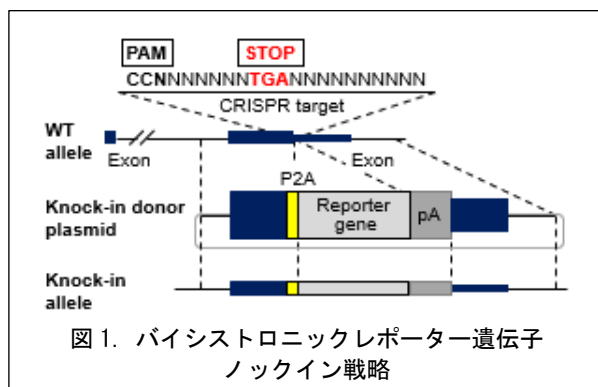 PAM STOP
CCNNNNNNNTGANNNNNNNNNNN
CRISPR target
WT
allele
Exon Exon
P2A
Knock-in donor
plasmid
Reporter
gene
pA
Knock-in
allele
図 1. バイシストロニックレポーター遺伝子
ノックイン戦略